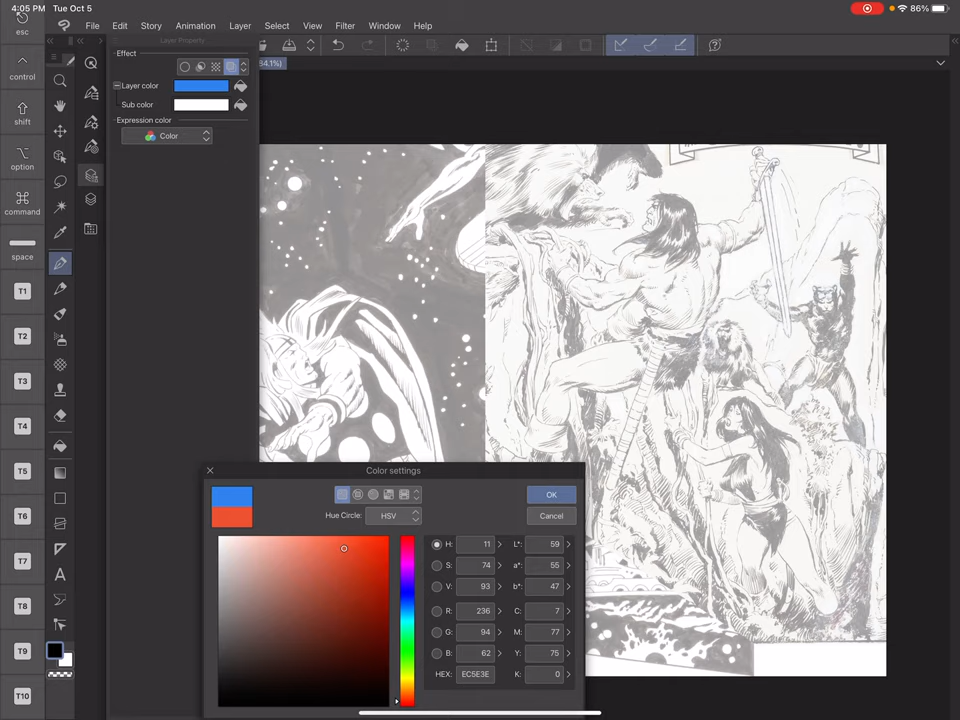 4:05 PM Tue Oct 5 86%
esc
File Edit Story Animation Layer Select View Filter Window Help
Layer Property
control
shift
option
command
space
T1
T2
T3
T4
T5
T6
T7
T8
T9
T10
Effect
Layer color
Sub color
Expression color
Color
Color settings
OK
Hue Circle: HSV Cancel
H: 11 L*: 59
S: 74 a*: 55
V: 93 b*: 47
R: 236 C: 7
G: 94 M: 77
B: 62 Y: 75
HEX: EC5E3E K: 0